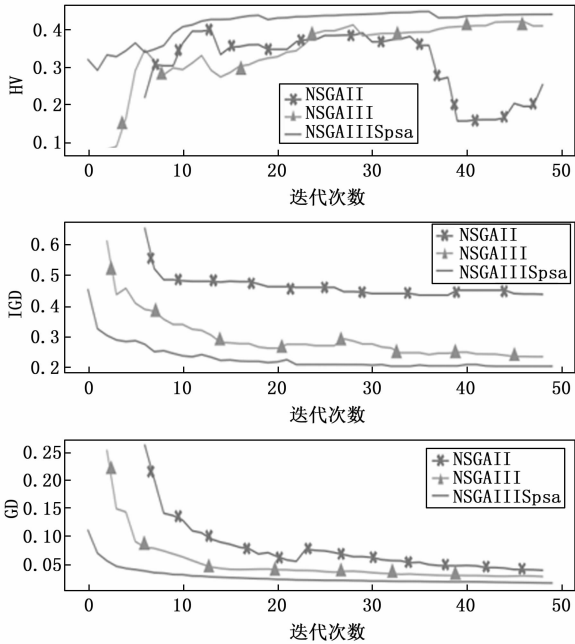 0.4
0.3
0.2
0.1
HV
NSGAII
NSGAIII
NSGAIIISpsa
0 10 20 30 40 50
迭代次数
0.6
0.5
0.4
0.3
0.2
IGD
NSGAII
NSGAIII
NSGAIIISpsa
0 10 20 30 40 50
迭代次数
0.25
0.20
0.15
0.10
0.05
GD
NSGAII
NSGAIII
NSGAIIISpsa
0 10 20 30 40 50
迭代次数